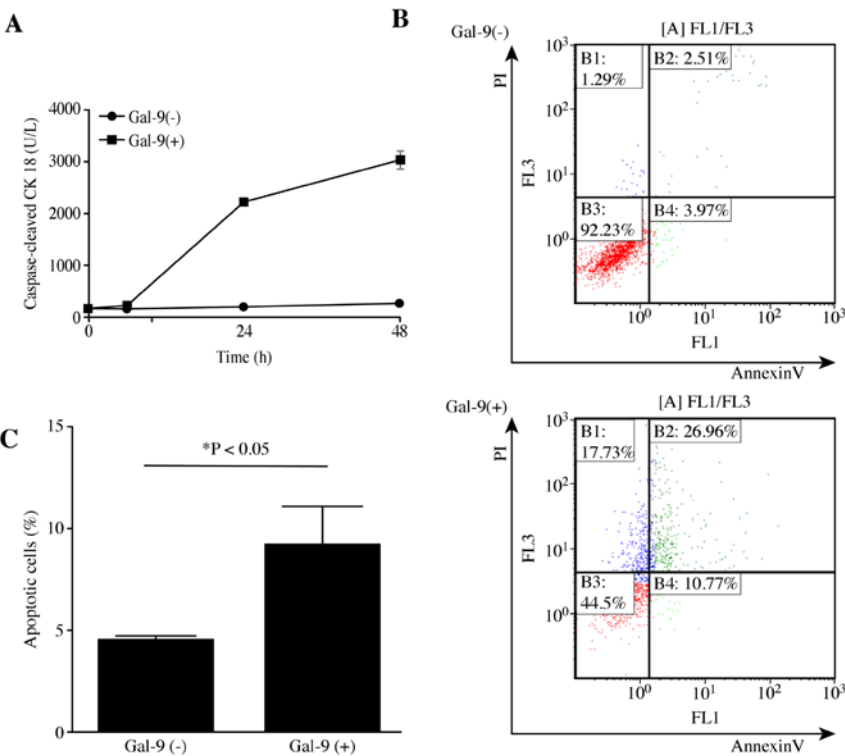 A
Caspase-cleaved CK 18 (U/L)
4000
3000
2000
1000
0
Gal-9(-)
Gal-9(+)
0
24
48
Time (h)
B
Gal-9(-)
[A] FL1/FL3
PI
FL3
10³
10²
10¹
10⁰
B1:
1.29%
B2: 2.51%
B3:
92.23%
B4: 3.97%
10⁰
10¹
10²
10³
FL1
AnnexinV
Gal-9(+)
[A] FL1/FL3
PI
FL3
10³
10²
10¹
10⁰
B1:
17.73%
B2: 26.96%
B3:
44.5%
B4: 10.77%
10⁰
10¹
10²
10³
FL1
AnnexinV
C
Apoptotic cells (%)
15
10
5
0
*P < 0.05
Gal-9 (-)
Gal-9 (+)